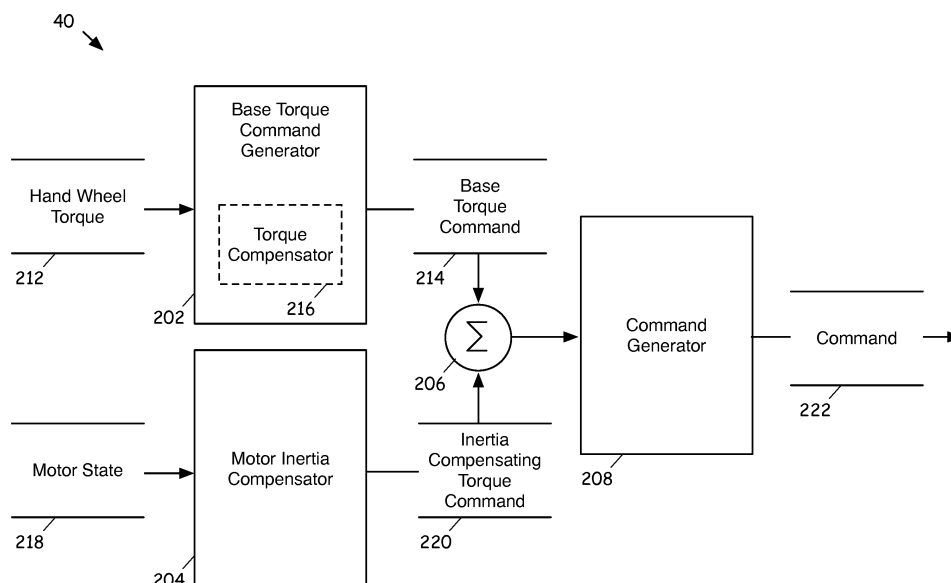 40
Base Torque
Command
Generator
Hand Wheel
Torque
Base
Torque
Command
Torque
Compensator
212
214
216
202
Command
Generator
Command
Σ
206
222
Motor State
Motor Inertia
Compensator
Inertia
Compensating
Torque
Command
208
218
220
204